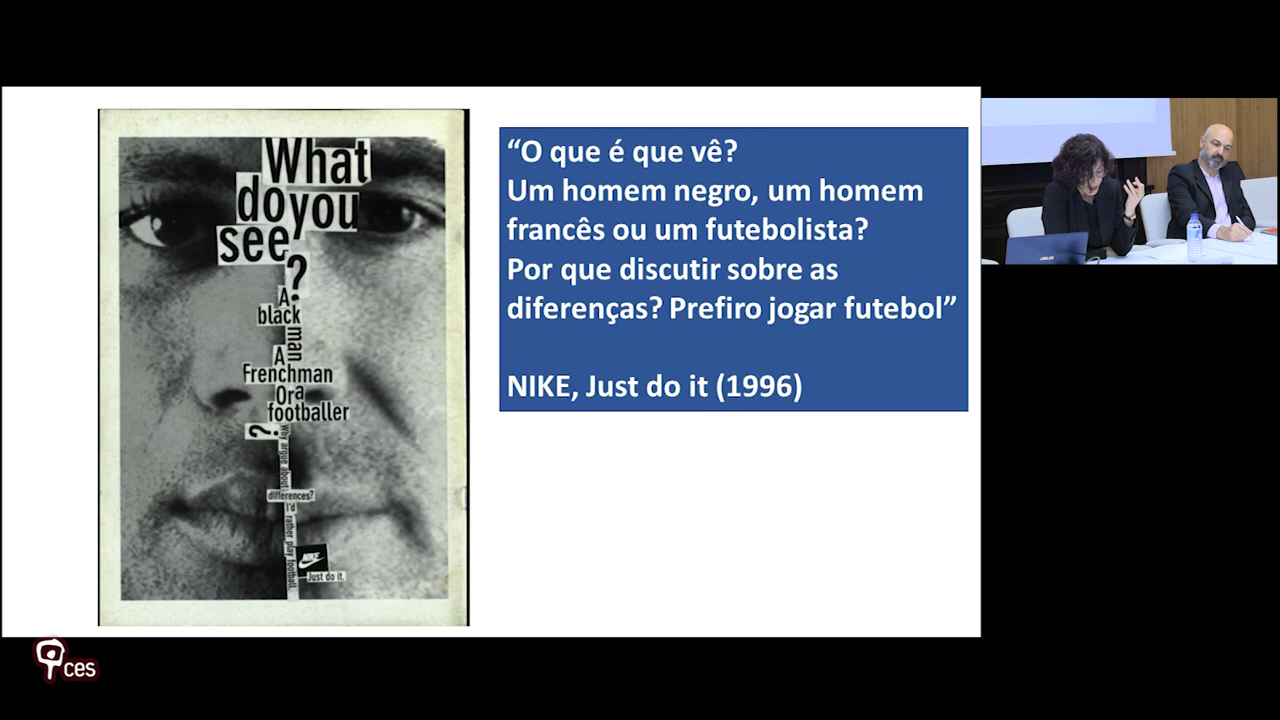 What
do you
see
?
A
black
man
A
Frenchman
Or a
footballer
?
Why argue about
differences?
I'd
rather play football.
NIKE
Just do it.
“O que é que vê?
Um homem negro, um homem
francês ou um futebolista?
Por que discutir sobre as
diferenças? Prefiro jogar futebol”
NIKE, Just do it (1996)
ASUS
ces